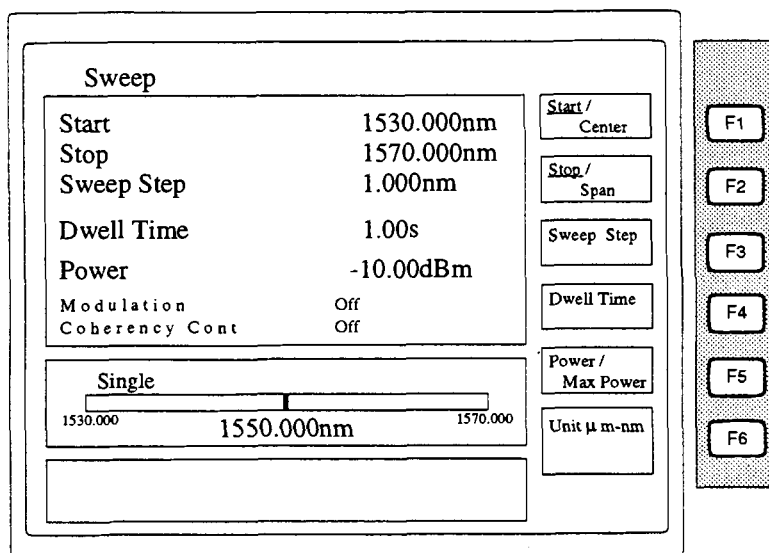 Sweep
Start 1530.000nm
Stop 1570.000nm
Sweep Step 1.000nm
Dwell Time 1.00s
Power -10.00dBm
Modulation Off
Coherency Cont Off
Single
1530.000 1570.000
1550.000nm
Start /
Center
Stop /
Span
Sweep Step
Dwell Time
Power /
Max Power
Unit μ m-nm
F1
F2
F3
F4
F5
F6